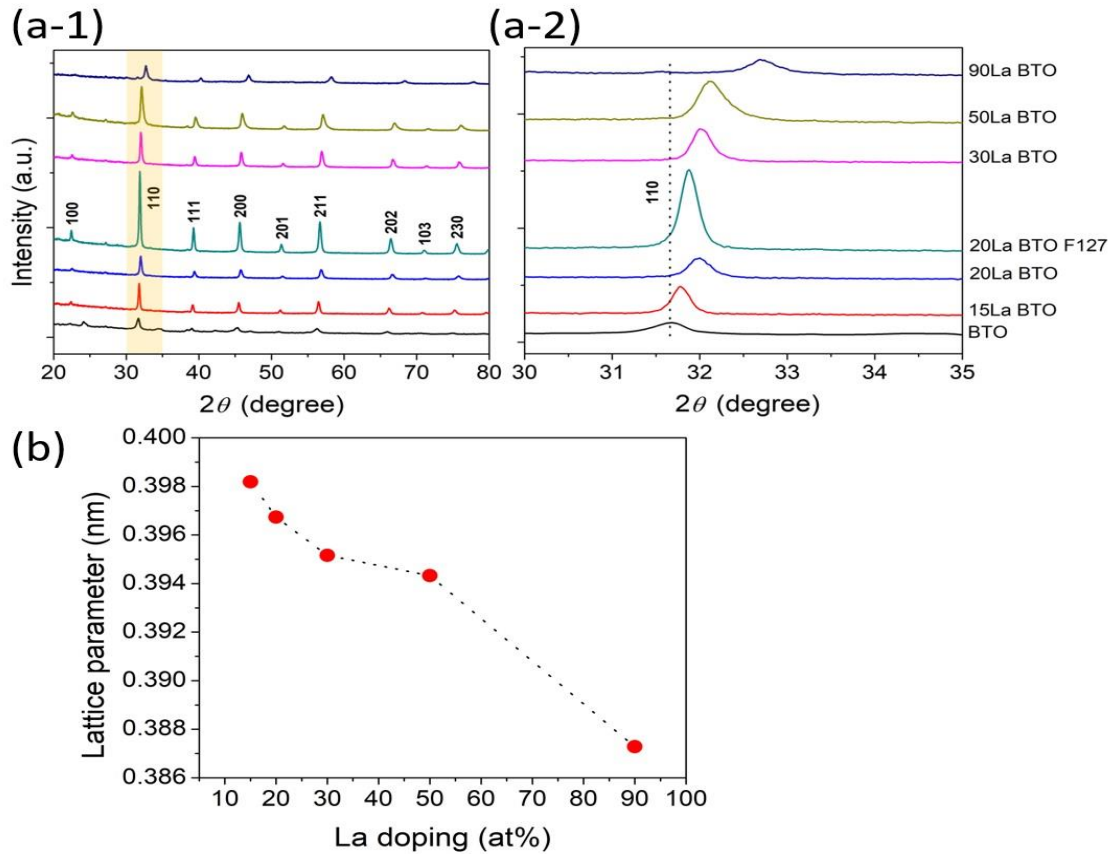 (a-1)
Intensity (a.u.)
100
110
111
200
201
211
202
103
230
20 30 40 50 60 70 80
2θ (degree)
(a-2)
110
90La BTO
50La BTO
30La BTO
20La BTO F127
20La BTO
15La BTO
BTO
30 31 32 33 34 35
2θ (degree)
(b)
Lattice parameter (nm)
0.400
0.398
0.396
0.394
0.392
0.390
0.388
0.386
10 20 30 40 50 60 70 80 90 100
La doping (at%)